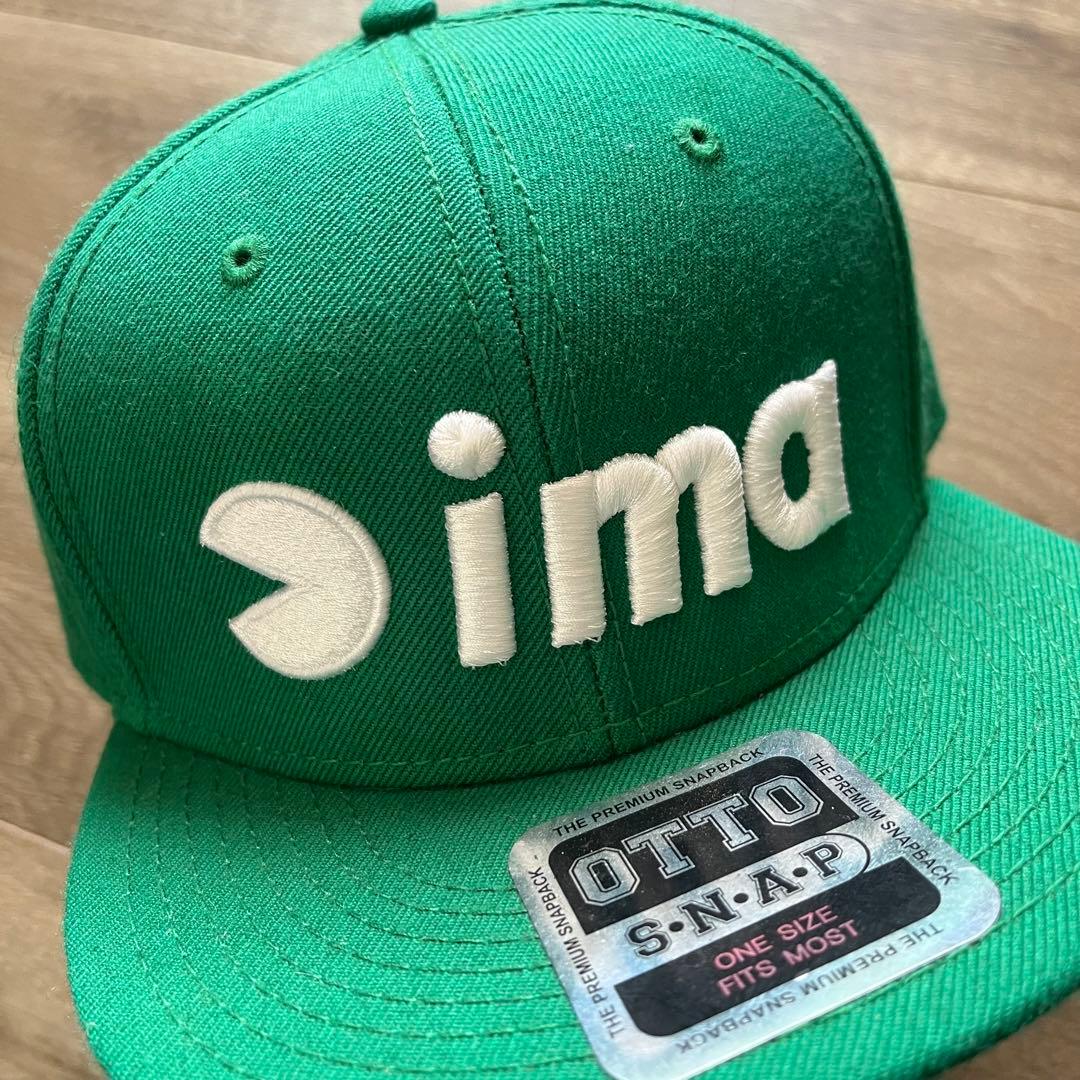 ima
THE PREMIUM SNAPBACK
THE PREMIUM SNAPBACK
OTTO
S·N·A·P
ONE SIZE
FITS MOST
THE PREMIUM SNAPBACK
THE PREMIUM SNAPBACK